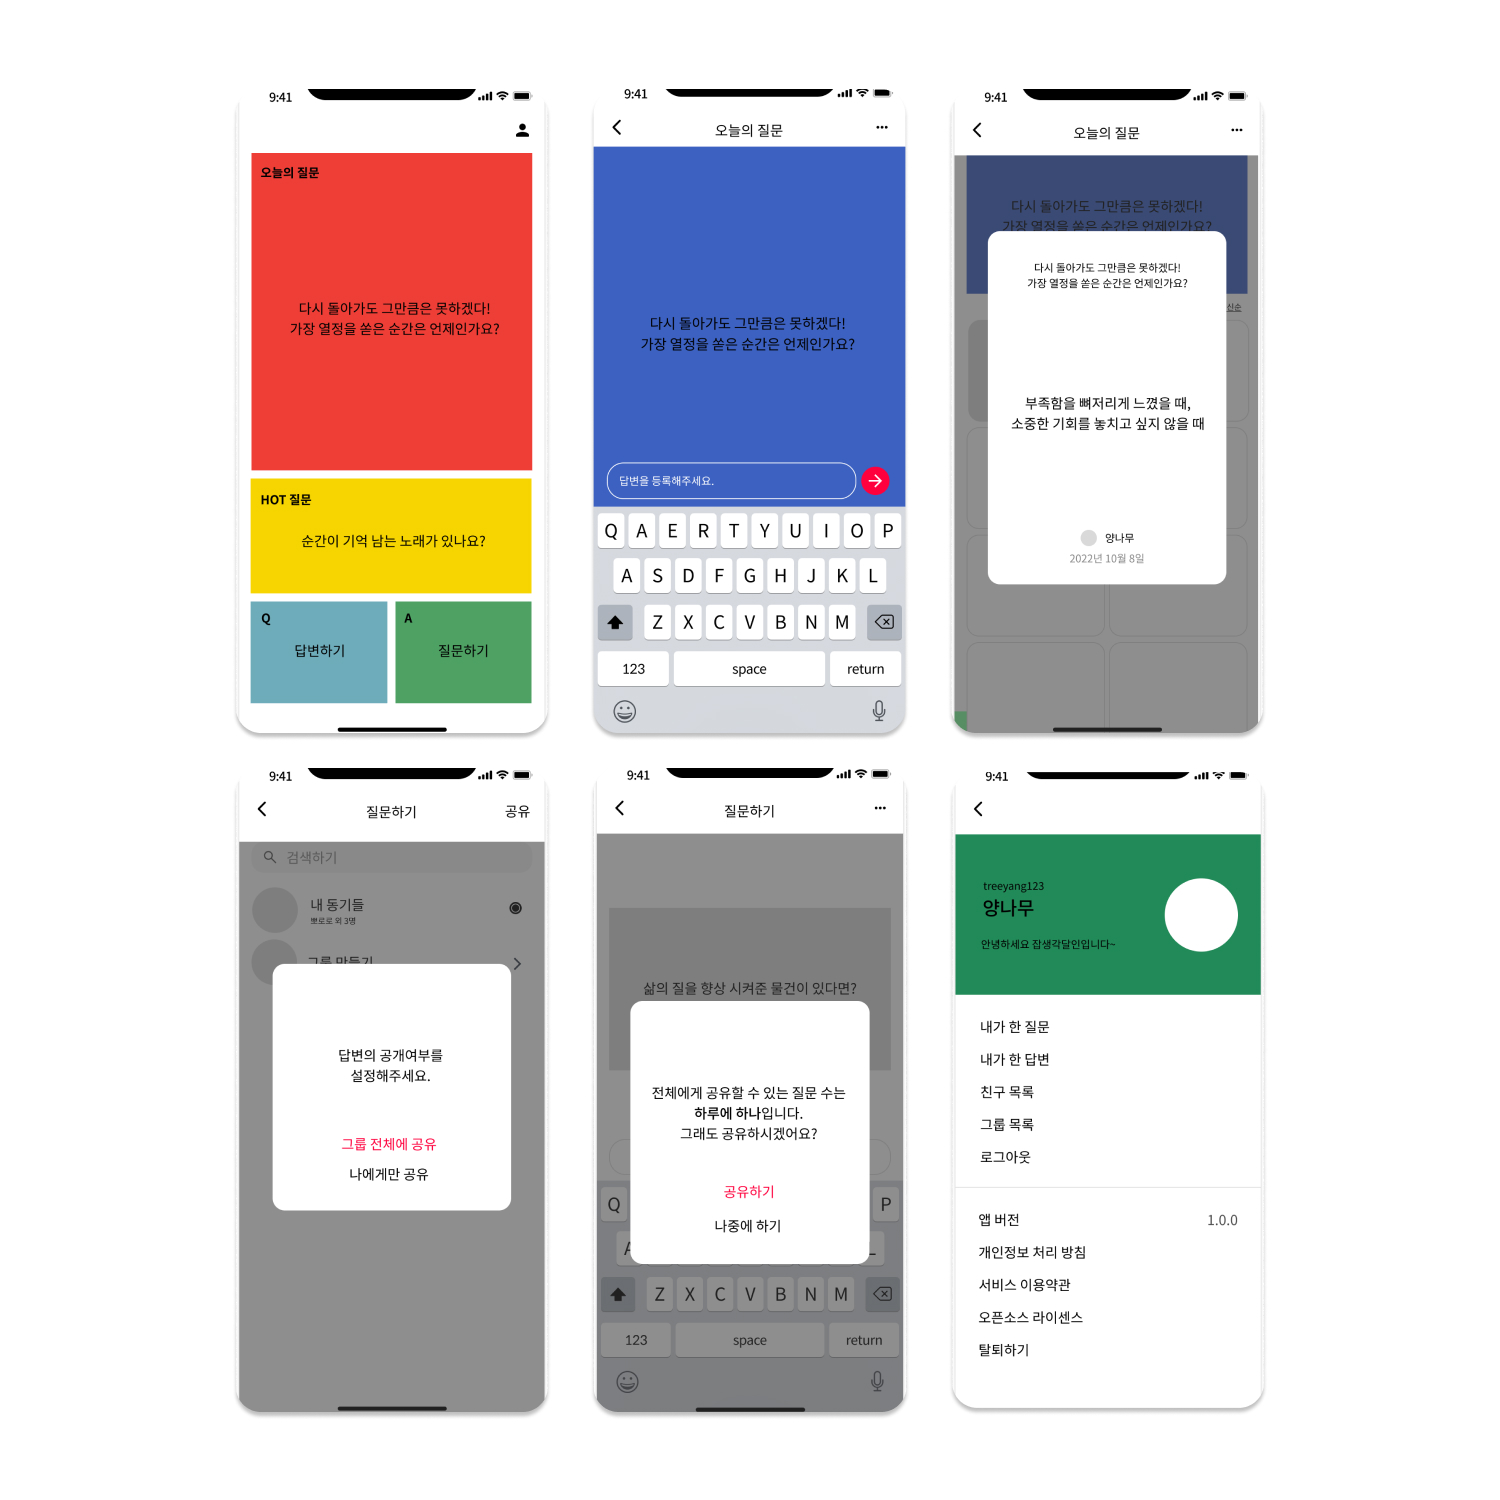 9:41
오늘의 질문
다시 돌아가도 그만큼은 못하겠다!
가장 열정을 쏟은 순간은 언제인가요?
HOT 질문
순간이 기억 남는 노래가 있나요?
Q
답변하기
A
질문하기
9:41
오늘의 질문
다시 돌아가도 그만큼은 못하겠다!
가장 열정을 쏟은 순간은 언제인가요?
답변을 등록해주세요.
Q A E R T Y U I O P
A S D F G H J K L
Z X C V B N M
123 space return
9:41
오늘의 질문
다시 돌아가도 그만큼은 못하겠다!
가장 열정을 쏟은 순간은 언제인가요?
다시 돌아가도 그만큼은 못하겠다!
가장 열정을 쏟은 순간은 언제인가요?
신순
부족함을 뼈저리게 느꼈을 때,
소중한 기회를 놓치고 싶지 않을 때
양나무
2022년 10월 8일
9:41
질문하기 공유
검색하기
내 동기들
뽀로로 외 3명
그룹 만들기
답변의 공개여부를
설정해주세요.
그룹 전체에 공유
나에게만 공유
9:41
질문하기
삶의 질을 향상 시켜준 물건이 있다면?
전체에게 공유할 수 있는 질문 수는
하루에 하나입니다.
그래도 공유하시겠어요?
공유하기
나중에 하기
Q P
A L
Z X C V B N M
123 space return
9:41
treeyang123
양나무
안녕하세요 잡생각달인입니다~
내가 한 질문
내가 한 답변
친구 목록
그룹 목록
로그아웃
앱 버전 1.0.0
개인정보 처리 방침
서비스 이용약관
오픈소스 라이센스
탈퇴하기